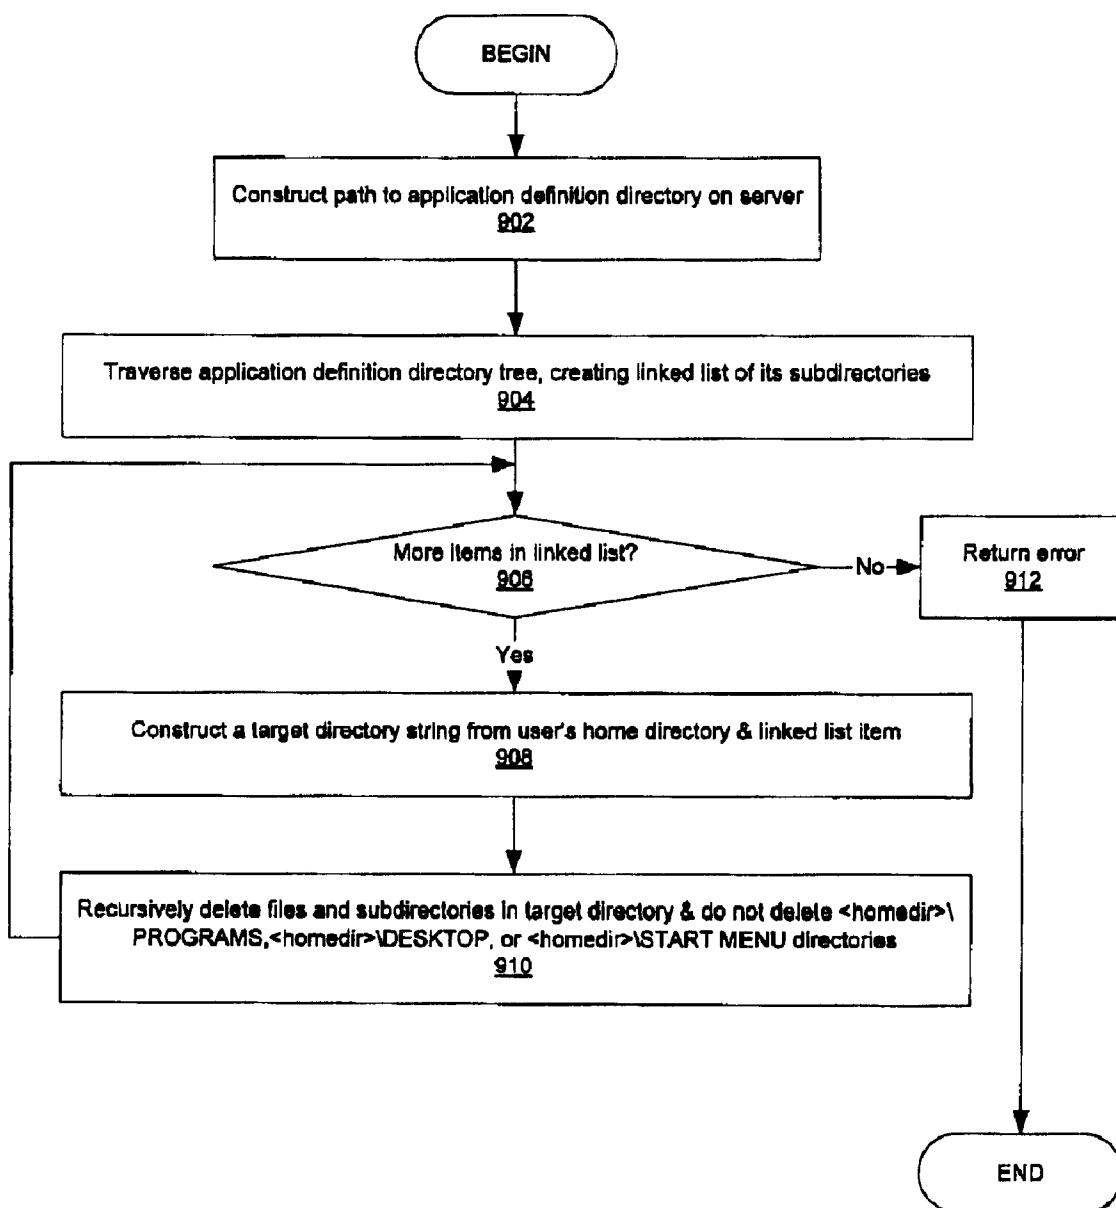 BEGIN
Construct path to application definition directory on server
902
Traverse application definition directory tree, creating linked list of its subdirectories
904
More items in linked list?
906
No
Return error
912
Yes
Construct a target directory string from user's home directory & linked list item
908
Recursively delete files and subdirectories in target directory & do not delete <homedir>\
PROGRAMS,<homedir>\DESKTOP, or <homedir>\START MENU directories
910
END